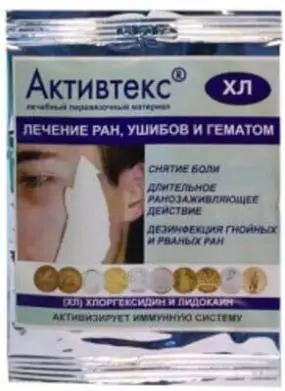 Активтекс® ХЛ
лечебный перевязочный материал
ЛЕЧЕНИЕ РАН, УШИБОВ И ГЕМАТОМ
СНЯТИЕ БОЛИ
ДЛИТЕЛЬНОЕ
РАНОЗАЖИВЛЯЮЩЕЕ
ДЕЙСТВИЕ
ДЕЗИНФЕКЦИЯ ГНОЙНЫХ
И РВАНЫХ РАН
(ХЛ) ХЛОРГЕКСИДИН И ЛИДОКАИН
АКТИВИЗИРУЕТ ИММУННУЮ СИСТЕМУ